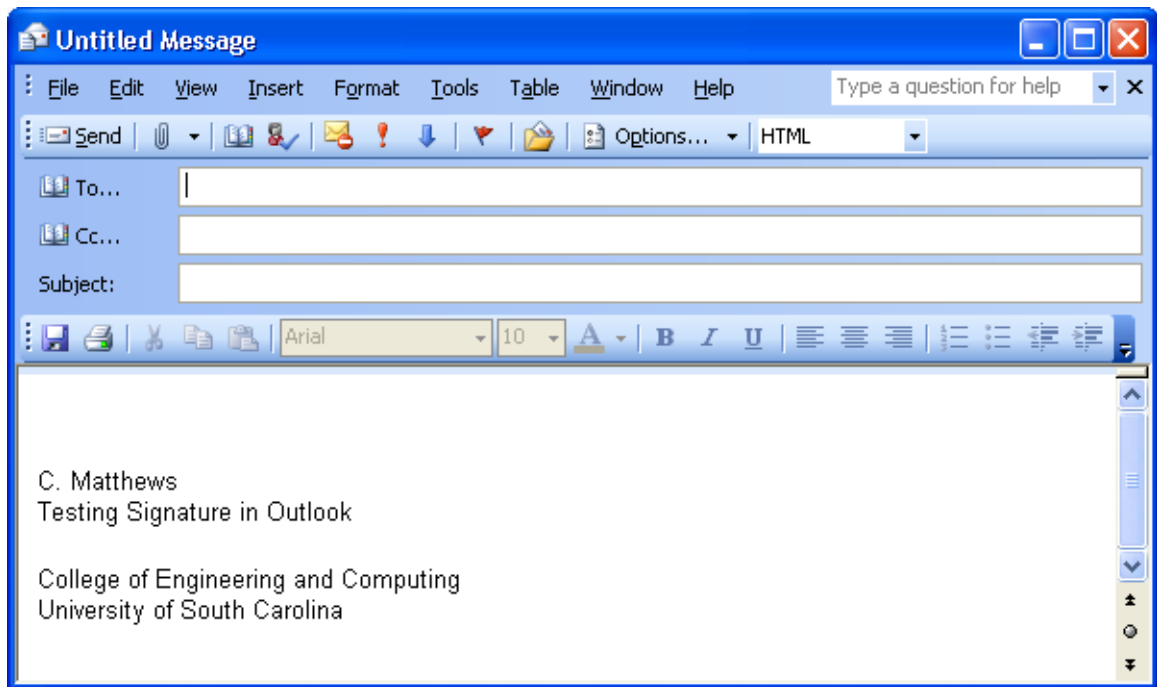 Untitled Message
File Edit View Insert Format Tools Table Window Help Type a question for help
Send Options... HTML
To...
Cc...
Subject:
Arial 10 A B I U
C. Matthews
Testing Signature in Outlook
College of Engineering and Computing
University of South Carolina